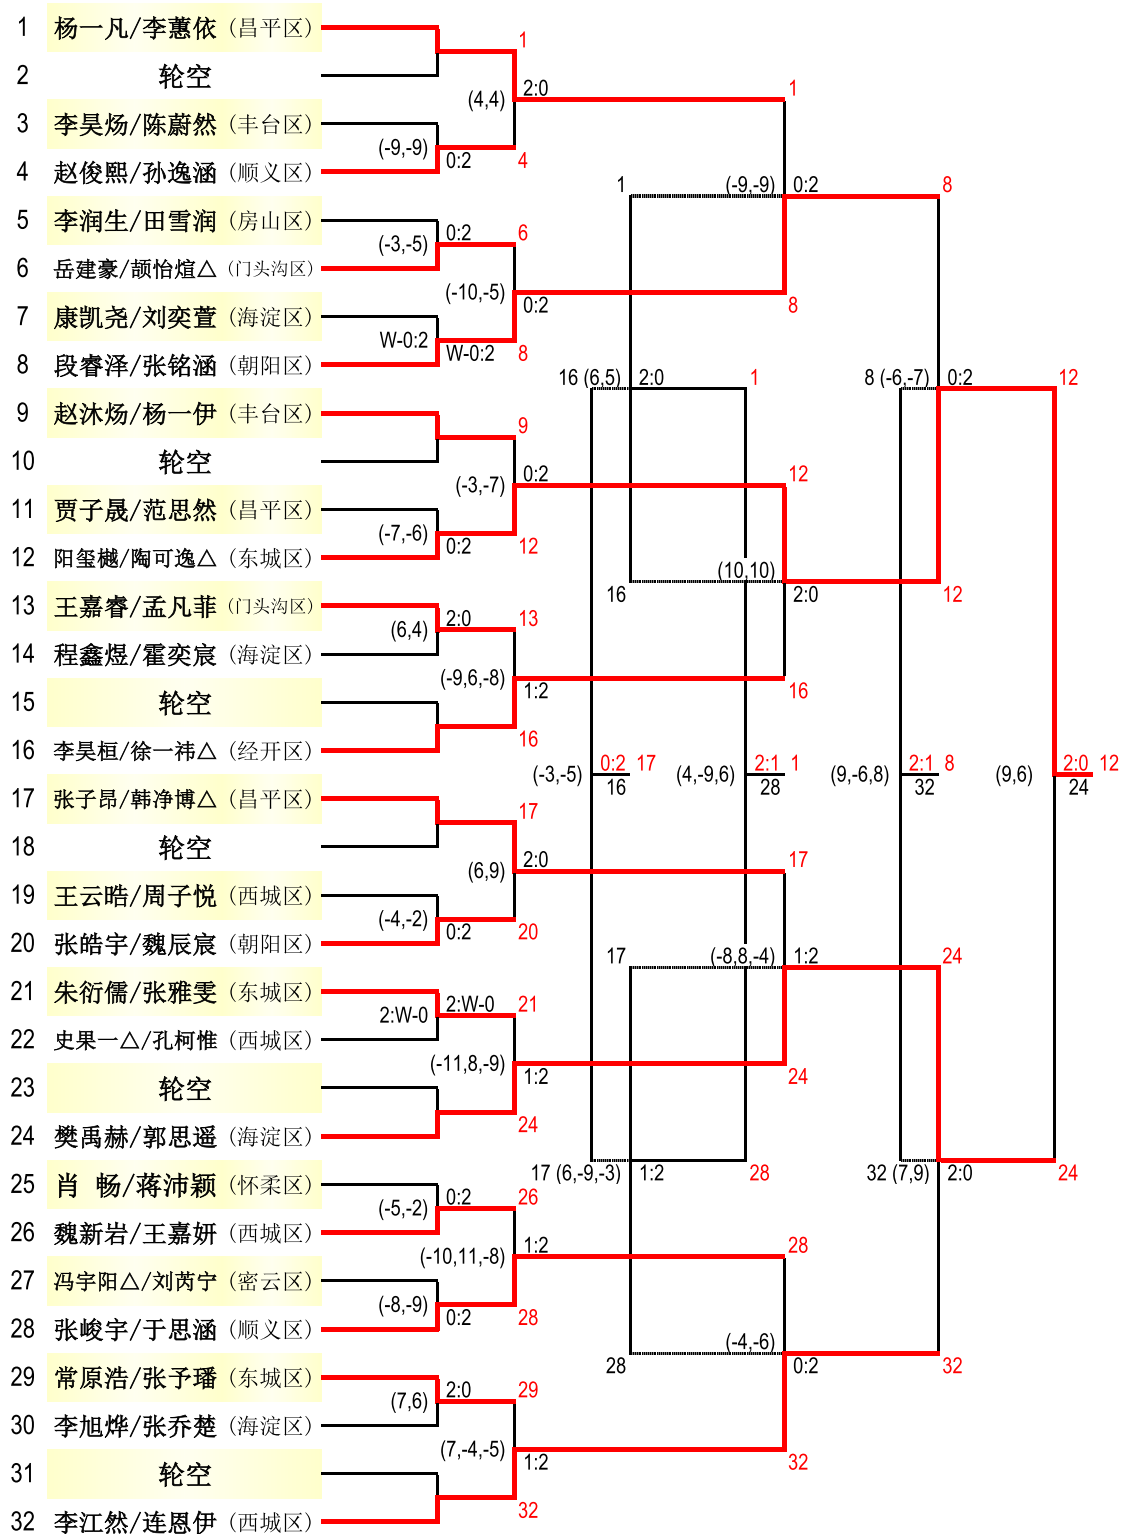 1 杨一凡/李蕙依 (昌平区)
1
2 轮空
(4,4) 2:0 1
3 李昊炀/陈蔚然 (丰台区)
(-9,-9) 0:2 4
4 赵俊熙/孙逸涵 (顺义区)
1 (-9,-9) 0:2 8
5 李润生/田雪润 (房山区)
(-3,-5) 0:2 6
6 岳建豪/颉怡煊△ (门头沟区)
(-10,-5) 0:2 8
7 康凯尧/刘奕萱 (海淀区)
W-0:2 W-0:2 8
8 段睿泽/张铭涵 (朝阳区)
16 (6,5) 2:0 1 8 (-6,-7) 0:2 12
9 赵沐炀/杨一伊 (丰台区)
9
10 轮空
(-3,-7) 0:2 12
11 贾子晟/范思然 (昌平区)
(-7,-6) 0:2 12
12 阳玺樾/陶可逸△ (东城区)
16 (10,10) 2:0 12
13 王嘉睿/孟凡菲 (门头沟区)
(6,4) 2:0 13
14 程鑫煜/霍奕宸 (海淀区)
(-9,6,-8) 1:2 16
15 轮空
16
16 李昊桓/徐一祎△ (经开区)
(-3,-5) 0:2 17 (4,-9,6) 2:1 1 (9,-6,8) 2:1 8 (9,6) 2:0 12
16 28 32 24
17 张子昂/韩净博△ (昌平区)
17
18 轮空
(6,9) 2:0 17
19 王云晧/周子悦 (西城区)
(-4,-2) 0:2 20
20 张皓宇/魏辰宸 (朝阳区)
17 (-8,8,-4) 1:2 24
21 朱衍儒/张雅雯 (东城区)
2:W-0 2:W-0 21
22 史果一△/孔柯惟 (西城区)
(-11,8,-9) 1:2 24
23 轮空
24
24 樊禹赫/郭思遥 (海淀区)
17 (6,-9,-3) 1:2 28 32 (7,9) 2:0 24
25 肖 畅/蒋沛颖 (怀柔区)
(-5,-2) 0:2 26
26 魏新岩/王嘉妍 (西城区)
(-10,11,-8) 1:2 28
27 冯宇阳△/刘芮宁 (密云区)
(-8,-9) 0:2 28
28 张峻宇/于思涵 (顺义区)
28 (-4,-6) 0:2 32
29 常原浩/张予璠 (东城区)
(7,6) 2:0 29
30 李旭烨/张乔楚 (海淀区)
(7,-4,-5) 1:2 32
31 轮空
32
32 李江然/连恩伊 (西城区)